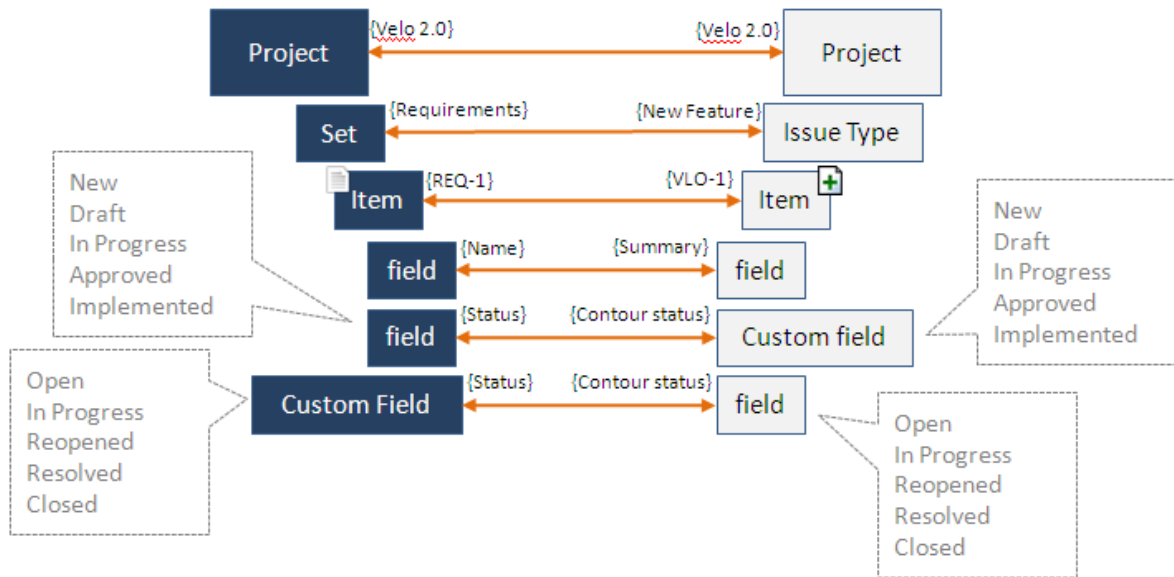 {Velo 2.0}
{Velo 2.0}
Project
Project
{Requirements}
{New Feature}
Set
Issue Type
{REQ-1}
{VLO-1}
Item
Item
New
Draft
In Progress
Approved
Implemented
{Name}
{Summary}
field
field
New
Draft
In Progress
Approved
Implemented
{Status}
{Contour status}
field
Custom field
{Status}
{Contour status}
Custom Field
field
Open
In Progress
Reopened
Resolved
Closed
Open
In Progress
Reopened
Resolved
Closed